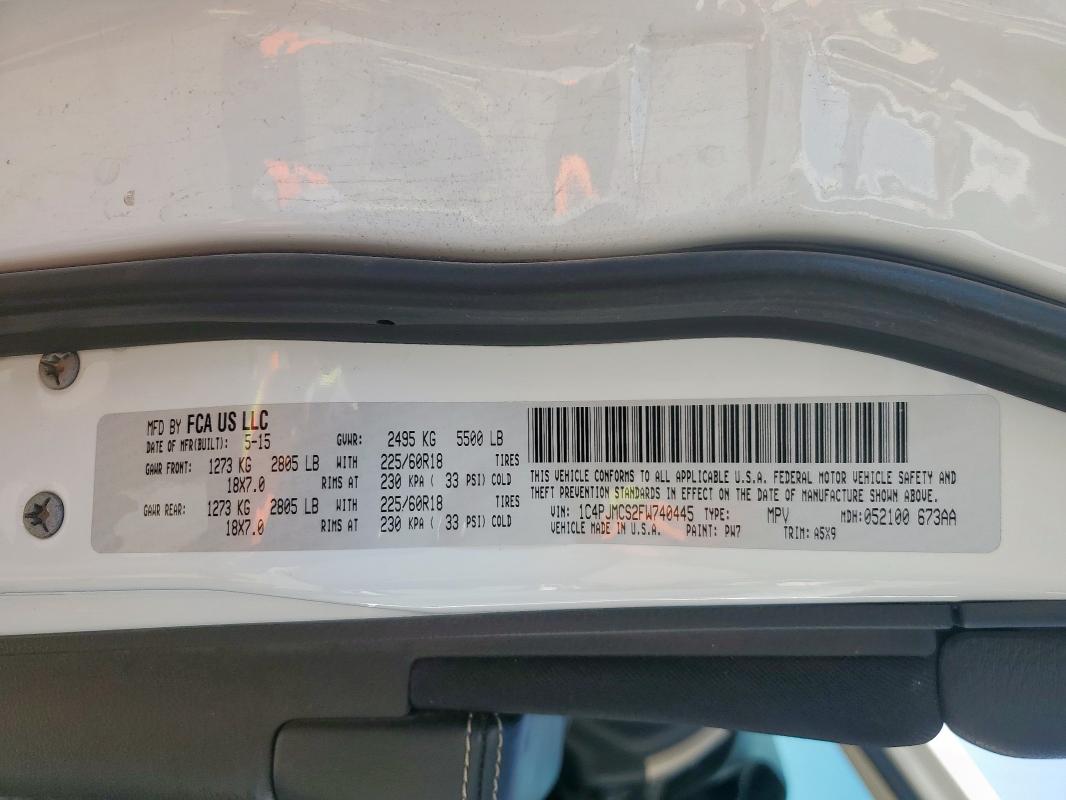 MFD BY FCA US LLC
DATE OF MFR(BUILT): 5-15 GVWR: 2495 KG 5500 LB
GAWR FRONT: 1273 KG 2805 LB WITH 225/60R18 TIRES
18X7.0 RIMS AT 230 KPA ( 33 PSI) COLD
GAWR REAR: 1273 KG 2805 LB WITH 225/60R18 TIRES
18X7.0 RIMS AT 230 KPA ( 33 PSI) COLD
THIS VEHICLE CONFORMS TO ALL APPLICABLE U.S.A. FEDERAL MOTOR VEHICLE SAFETY AND
THEFT PREVENTION STANDARDS IN EFFECT ON THE DATE OF MANUFACTURE SHOWN ABOVE.
VIN: 1C4PJMCS2FW740445 TYPE: MPV MDH:052100 673AA
VEHICLE MADE IN U.S.A. PAINT: PW7 TRIM: A5X9